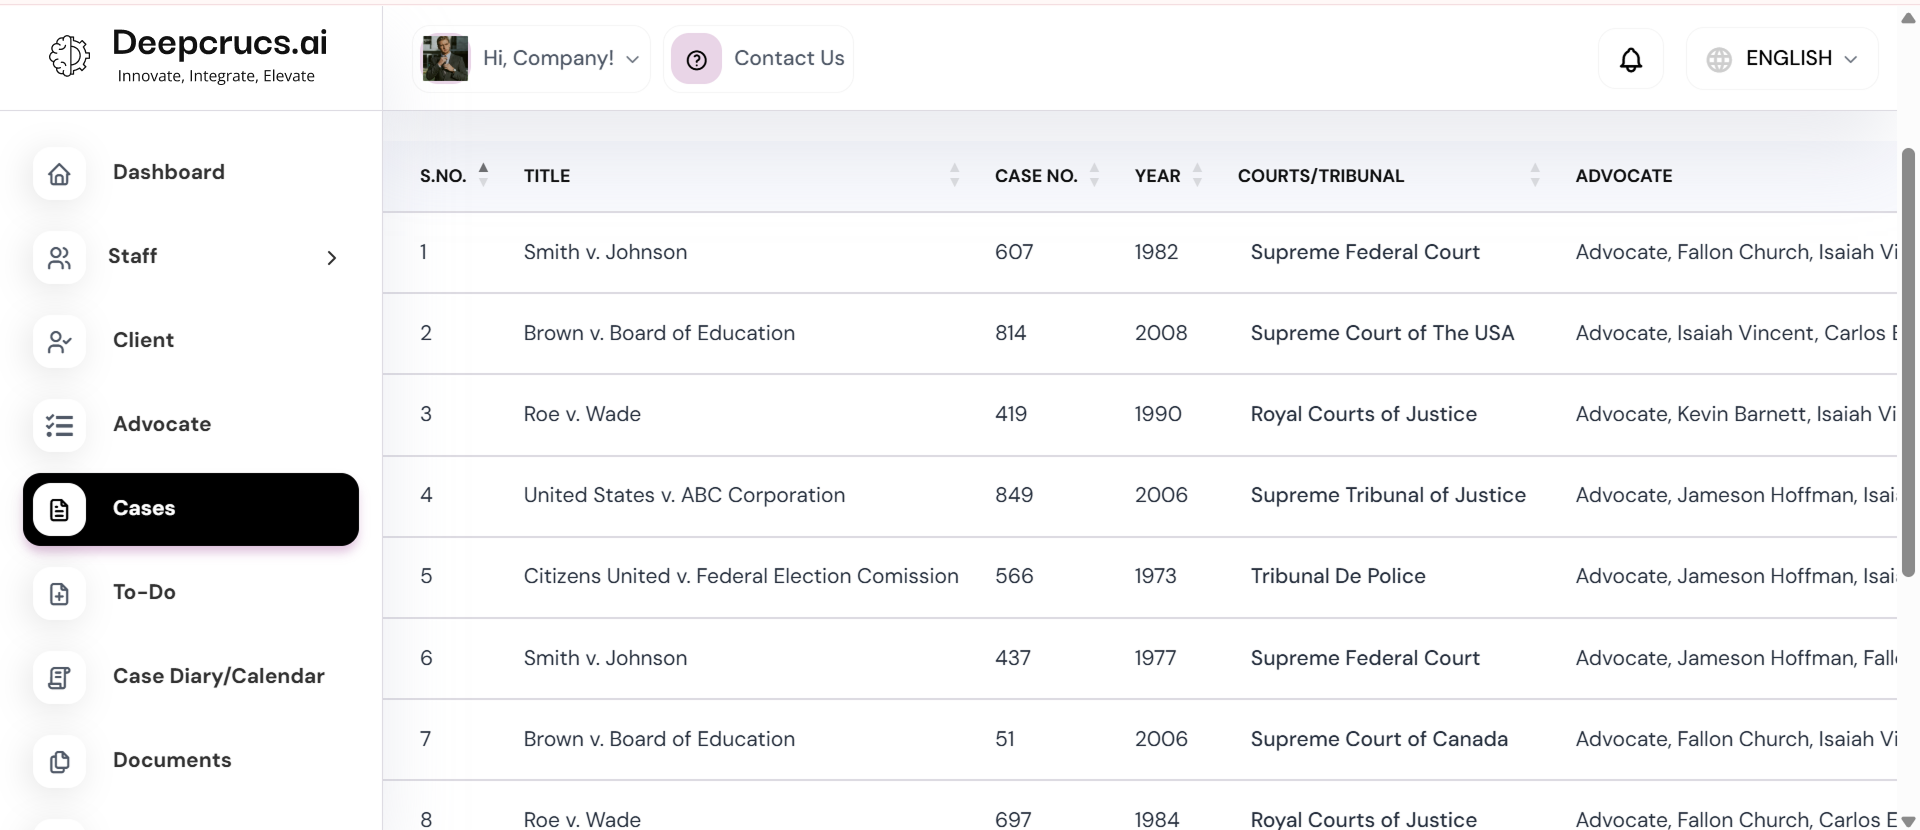 Deepcrucs.ai
Innovate, Integrate, Elevate
Hi, Company!
Contact Us
ENGLISH
Dashboard
Staff
Client
Advocate
Cases
To-Do
Case Diary/Calendar
Documents
S.NO. TITLE CASE NO. YEAR COURTS/TRIBUNAL ADVOCATE
1 Smith v. Johnson 607 1982 Supreme Federal Court Advocate, Fallon Church, Isaiah Vi
2 Brown v. Board of Education 814 2008 Supreme Court of The USA Advocate, Isaiah Vincent, Carlos E
3 Roe v. Wade 419 1990 Royal Courts of Justice Advocate, Kevin Barnett, Isaiah Vi
4 United States v. ABC Corporation 849 2006 Supreme Tribunal of Justice Advocate, Jameson Hoffman, Isai
5 Citizens United v. Federal Election Comission 566 1973 Tribunal De Police Advocate, Jameson Hoffman, Isai
6 Smith v. Johnson 437 1977 Supreme Federal Court Advocate, Jameson Hoffman, Fall
7 Brown v. Board of Education 51 2006 Supreme Court of Canada Advocate, Fallon Church, Isaiah Vi
8 Roe v. Wade 697 1984 Royal Courts of Justice Advocate, Fallon Church, Carlos E